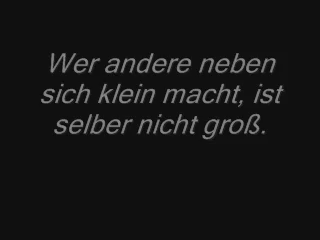 Wer andere neben
sich klein macht, ist
selber nicht groß.